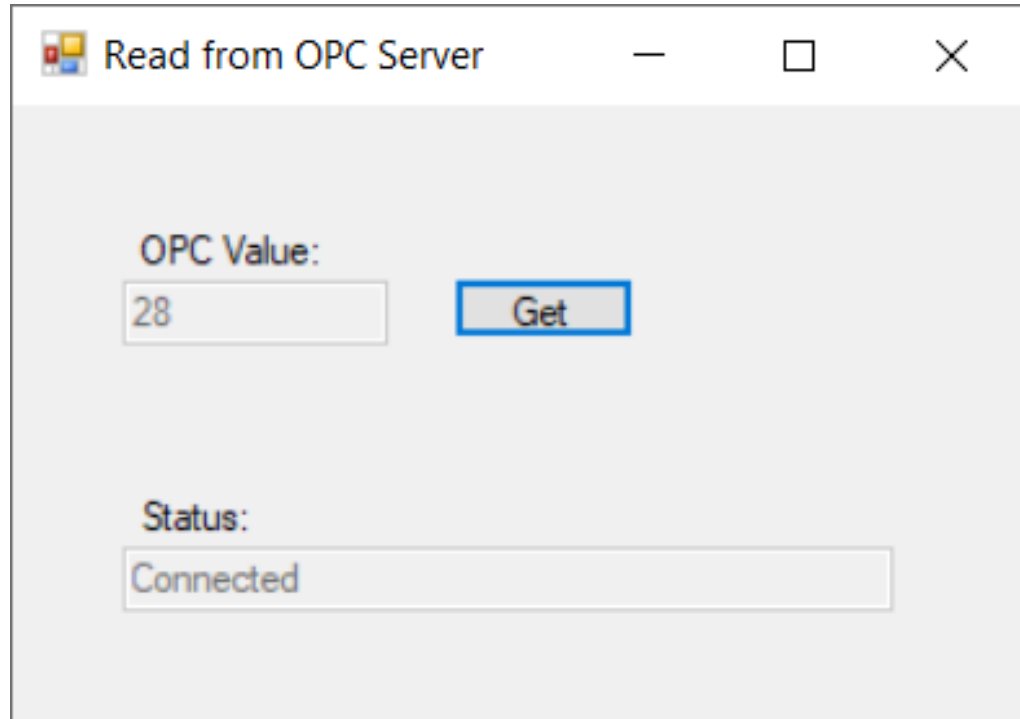 Read from OPC Server
OPC Value:
28
Get
Status:
Connected